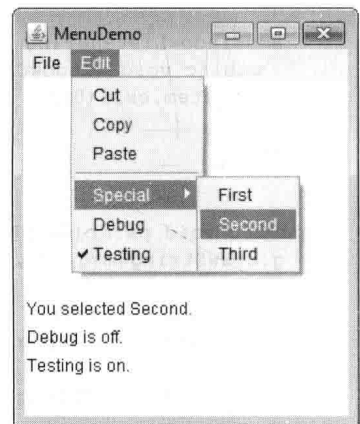 MenuDemo
File Edit
Cut
Copy
Paste
Special First
Debug Second
✔Testing Third
You selected Second.
Debug is off.
Testing is on.